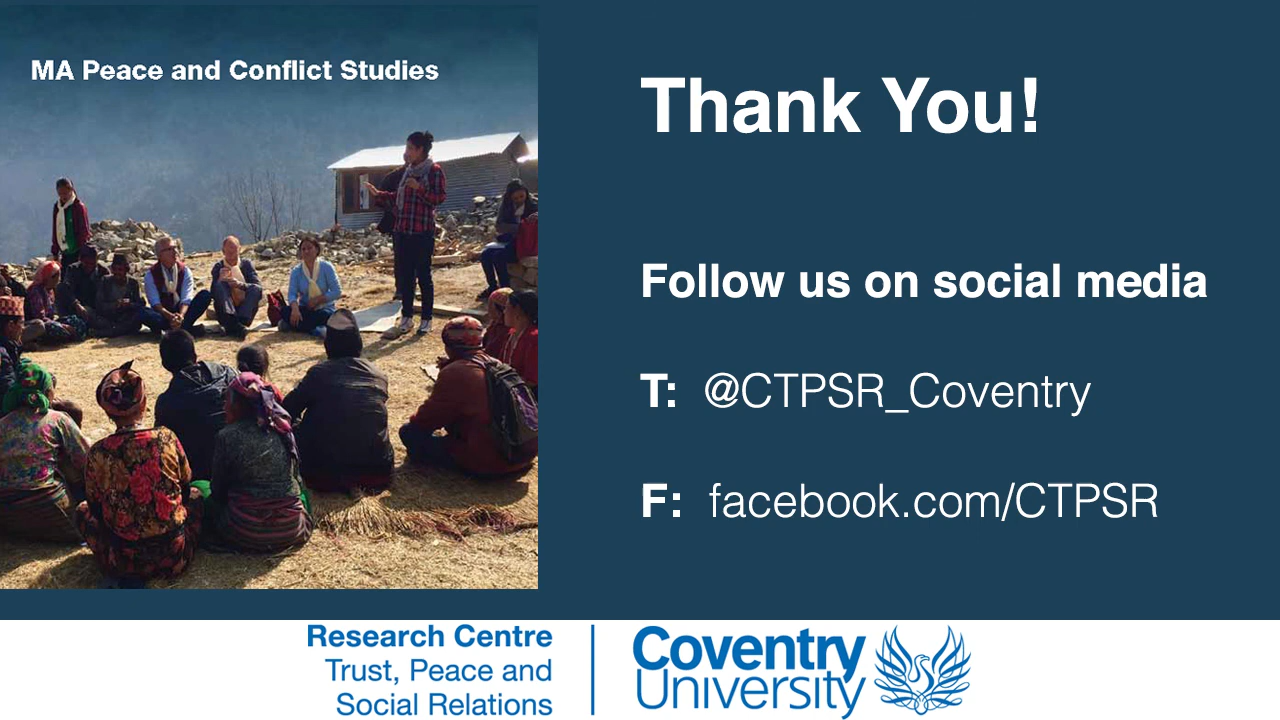 MA Peace and Conflict Studies
Thank You!
Follow us on social media
T: @CTPSR_Coventry
F: facebook.com/CTPSR
Research Centre
Trust, Peace and
Social Relations
Coventry
University